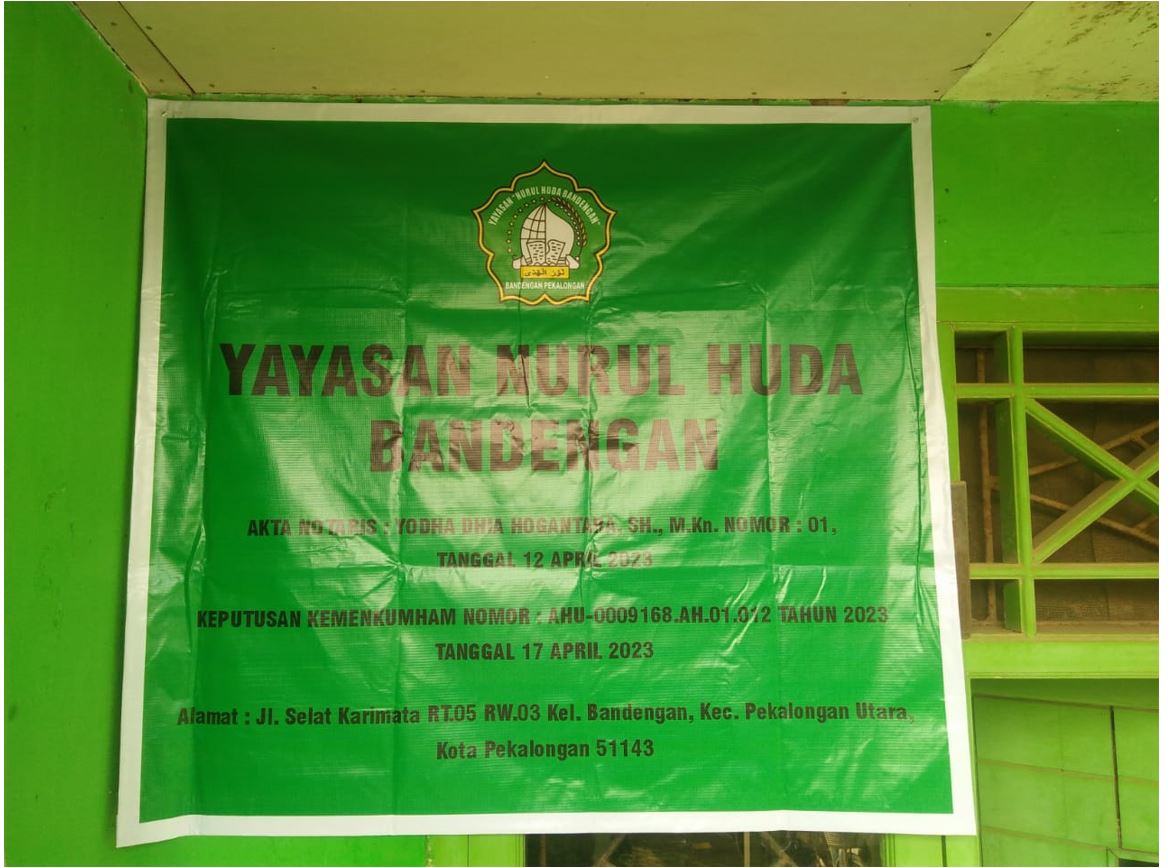 YAYASAN "NURUL HUDA BANDENGAN"
نور الهدى
BANDENGAN PEKALONGAN
YAYASAN NURUL HUDA
BANDENGAN
AKTA NOTARIS : YODHA DHIA HOGANTARA, SH., M.Kn. NOMOR : 01,
TANGGAL 12 APRIL 2023
KEPUTUSAN KEMENKUMHAM NOMOR : AHU-0009168.AH.01.012 TAHUN 2023
TANGGAL 17 APRIL 2023
Alamat : Jl. Selat Karimata RT.05 RW.03 Kel. Bandengan, Kec. Pekalongan Utara,
Kota Pekalongan 51143